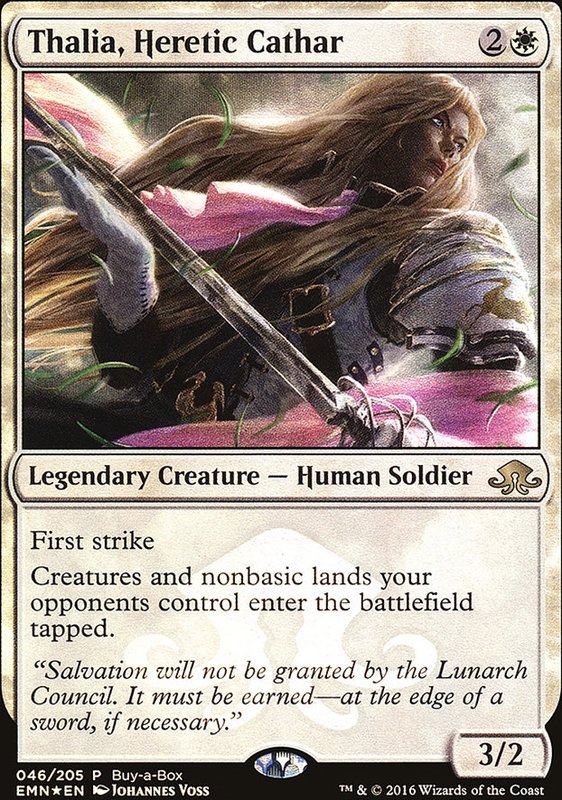 Thalia, Heretic Cathar 2
Legendary Creature — Human Soldier
First strike
Creatures and nonbasic lands your
opponents control enter the battlefield
tapped.
“Salvation will not be granted by the Lunarch
Council. It must be earned—at the edge of a
sword, if necessary.”
3/2
046/205 P Buy-a-Box
EMN★EN Johannes Voss
™ & © 2016 Wizards of the Coast